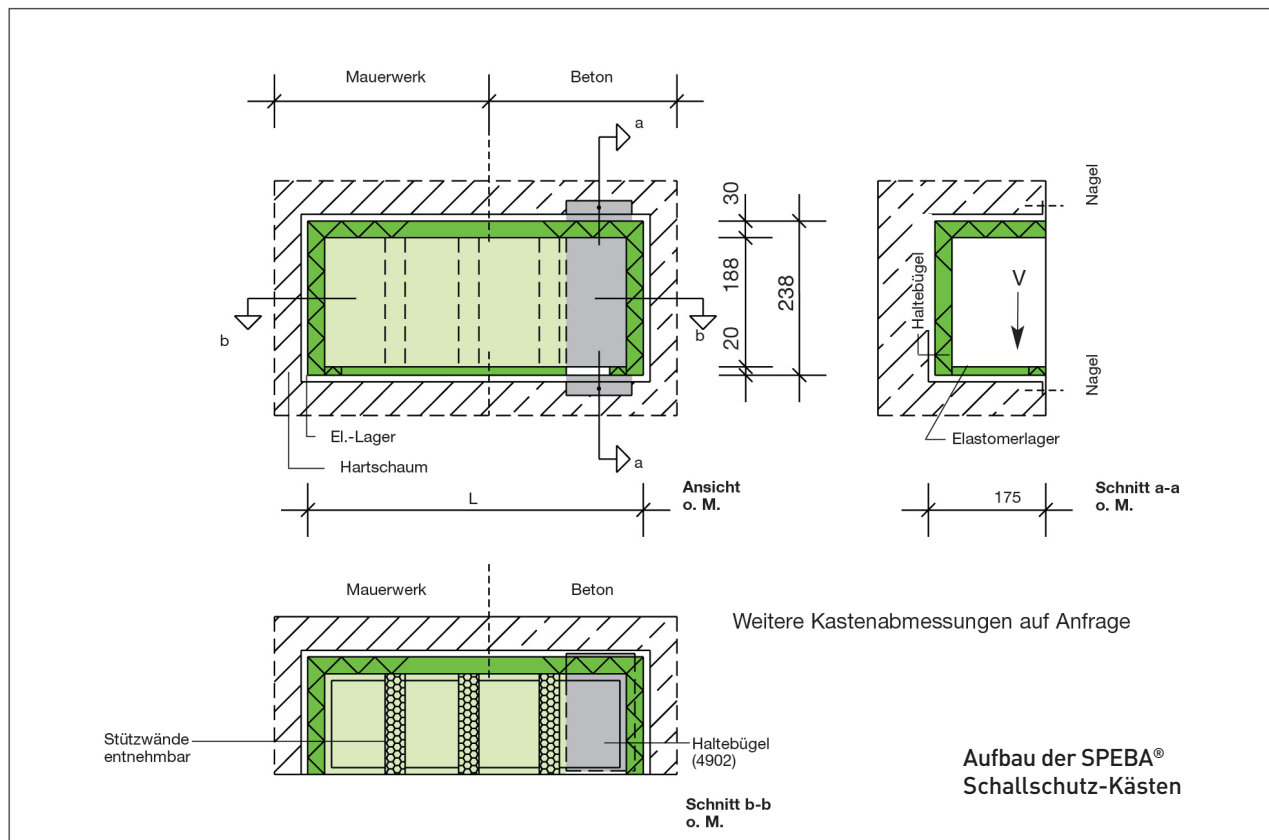 Mauerwerk
Beton
a
30
188
20
238
b
b
a
El.-Lager
Hartschaum
L
Ansicht
o. M.
Nagel
Haltebügel
V
Nagel
Elastomerlager
175
Schnitt a-a
o. M.
Mauerwerk
Beton
Weitere Kastenabmessungen auf Anfrage
Stützwände
entnehmbar
Haltebügel
(4902)
Schnitt b-b
o. M.
Aufbau der SPEBA®
Schallschutz-Kästen